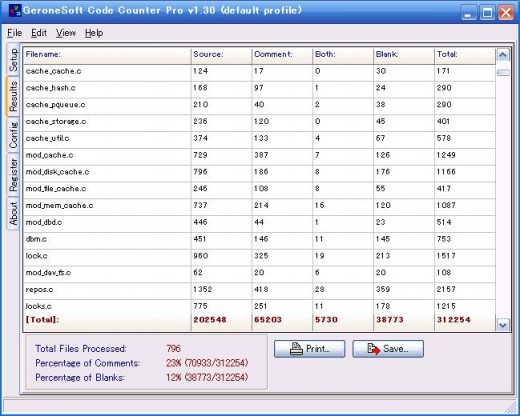 GeroneSoft Code Counter Pro v1.30 (default profile)
File Edit View Help
Setup
Results
Config
Register
About
Filename: Source: Comment: Both: Blank: Total:
cache_cache.c 124 17 0 30 171
cache_hash.c 168 97 1 24 290
cache_pqueue.c 210 40 2 38 290
cache_storage.c 236 120 0 45 401
cache_util.c 374 133 4 67 578
mod_cache.c 729 387 7 126 1249
mod_disk_cache.c 796 186 8 176 1166
mod_file_cache.c 246 108 8 55 417
mod_mem_cache.c 737 214 16 120 1087
mod_dbd.c 446 44 1 23 514
dbm.c 451 146 11 145 753
lock.c 960 325 19 213 1517
mod_dav_fs.c 62 20 6 20 108
repos.c 1352 418 28 359 2157
locks.c 775 251 11 178 1215
[Total]: 202548 65203 5730 38773 312254
Total Files Processed: 796
Percentage of Comments: 23% (70933/312254)
Percentage of Blanks: 12% (38773/312254)
Print...
Save...